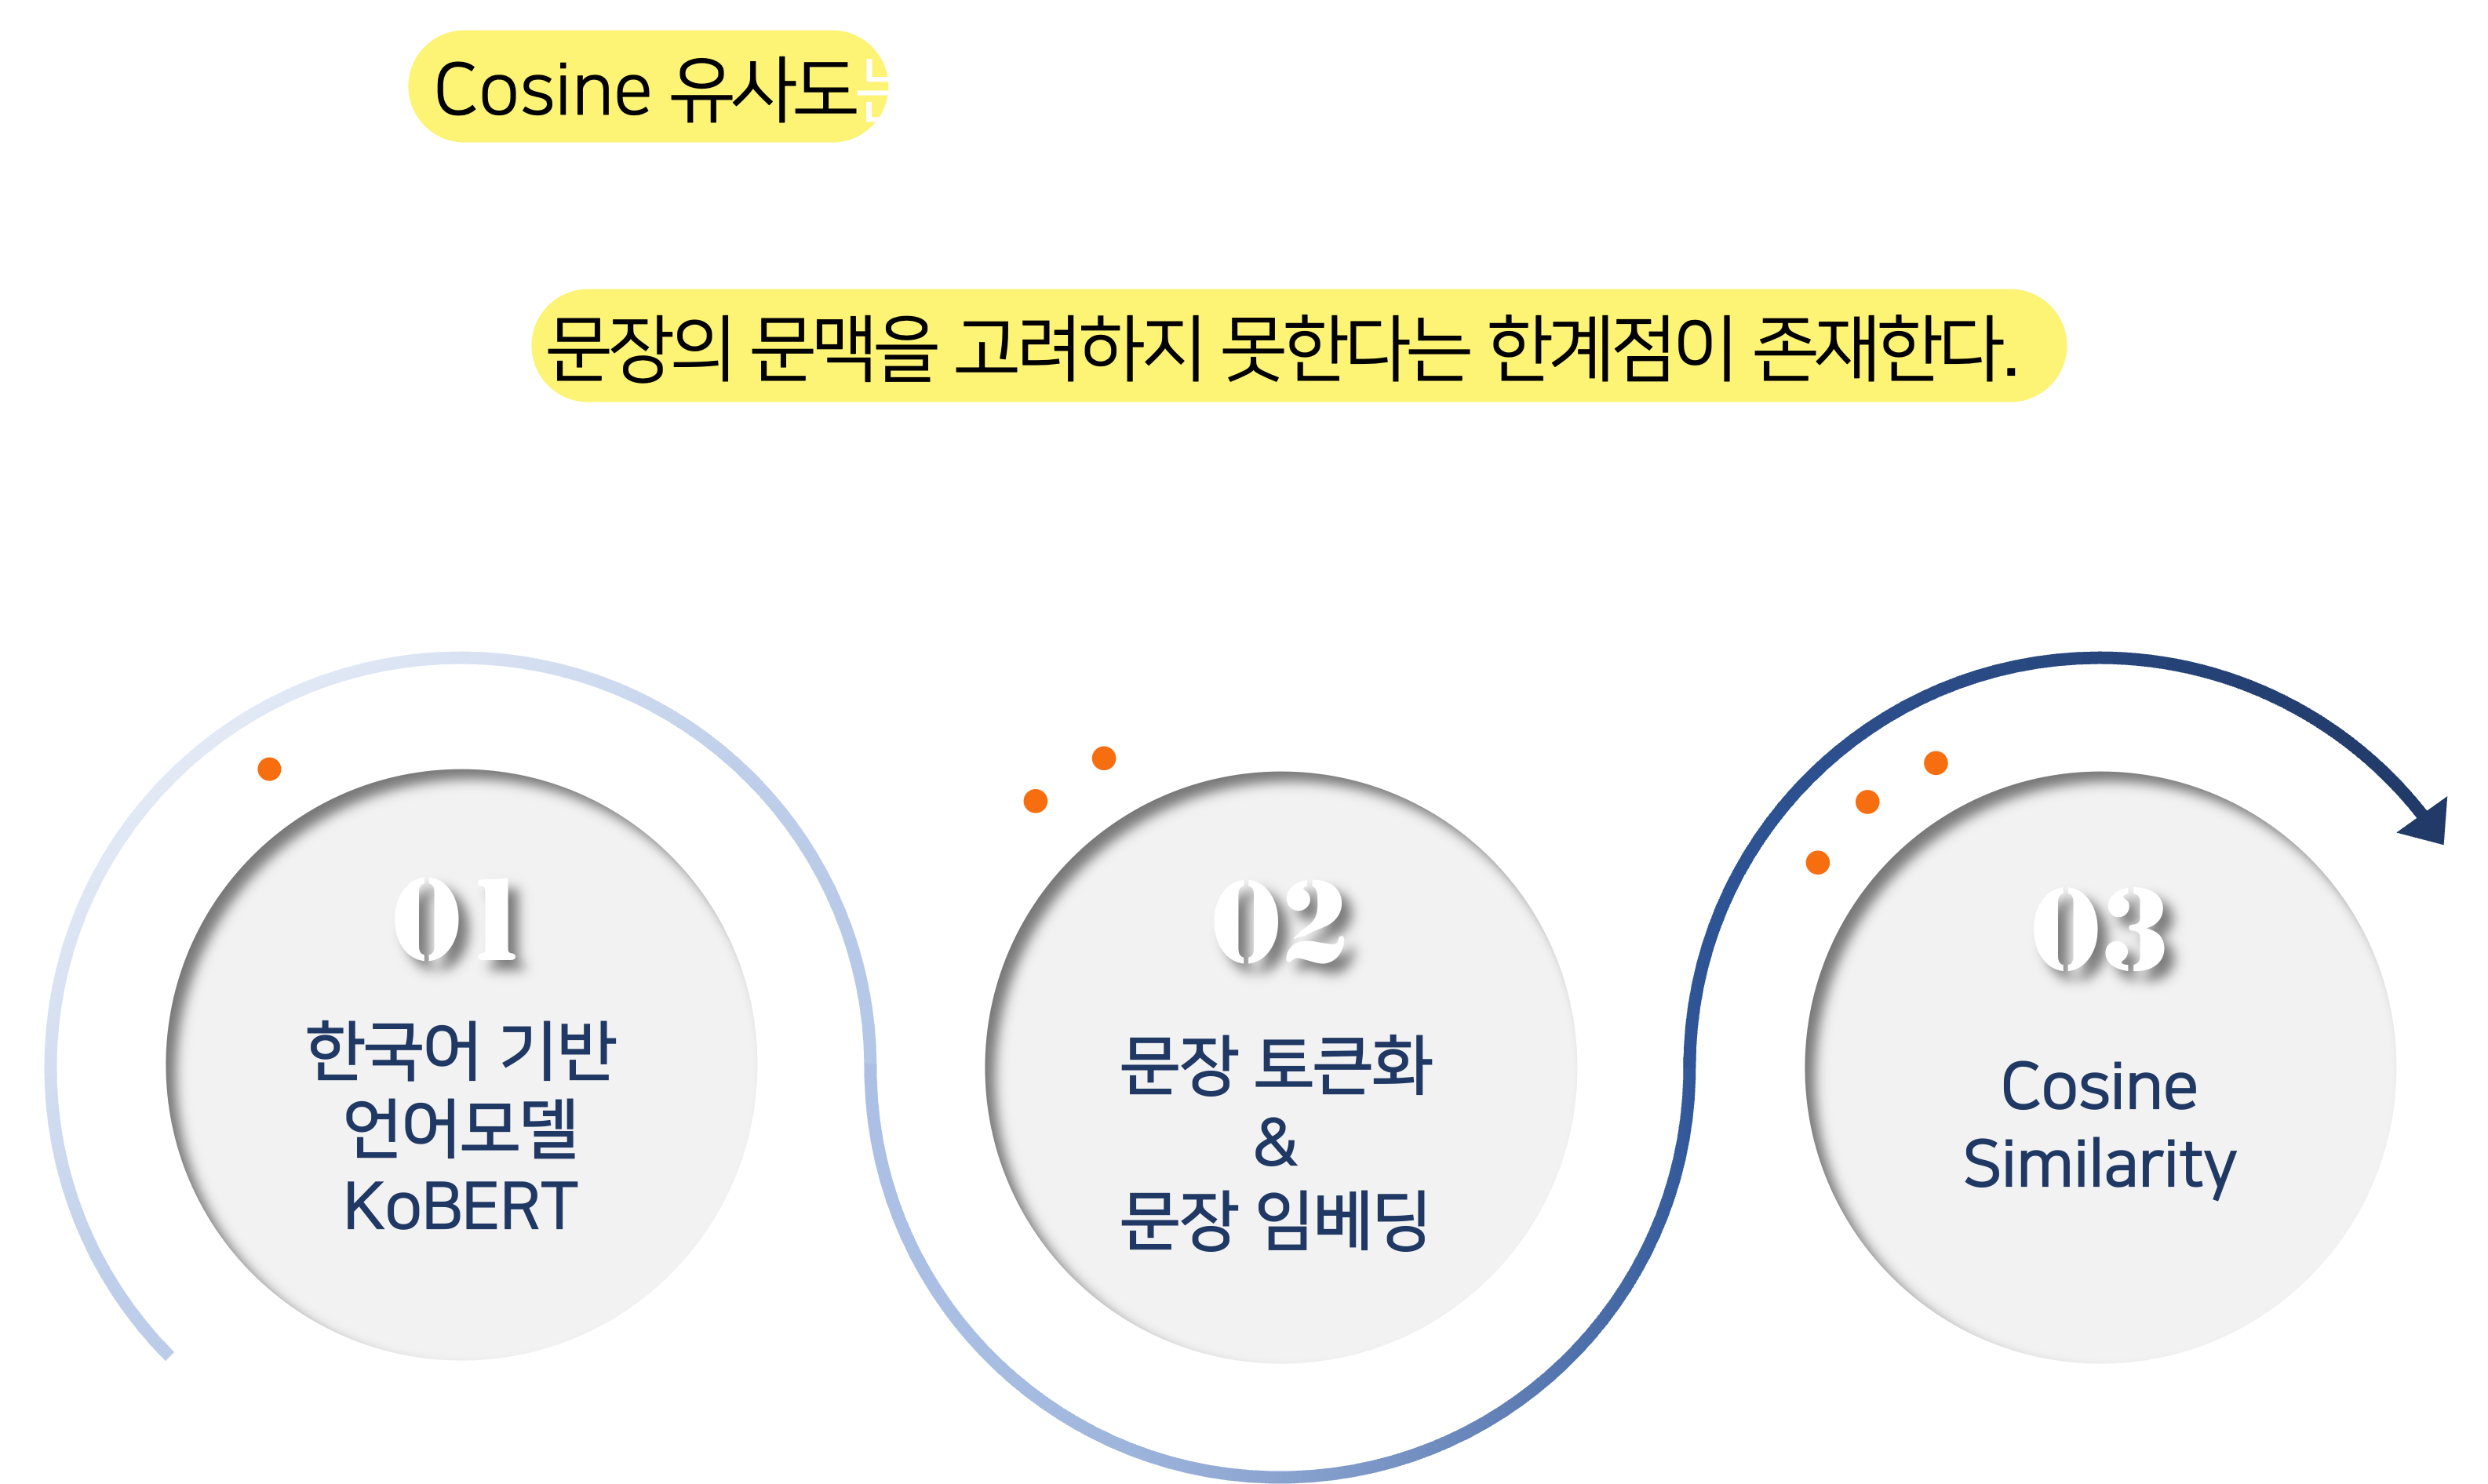 Cosine 유사도는
문장의 문맥을 고려하지 못한다는 한계점이 존재한다.
01
한국어 기반
언어모델
KoBERT
02
문장 토큰화
&
문장 임베딩
03
Cosine
Similarity